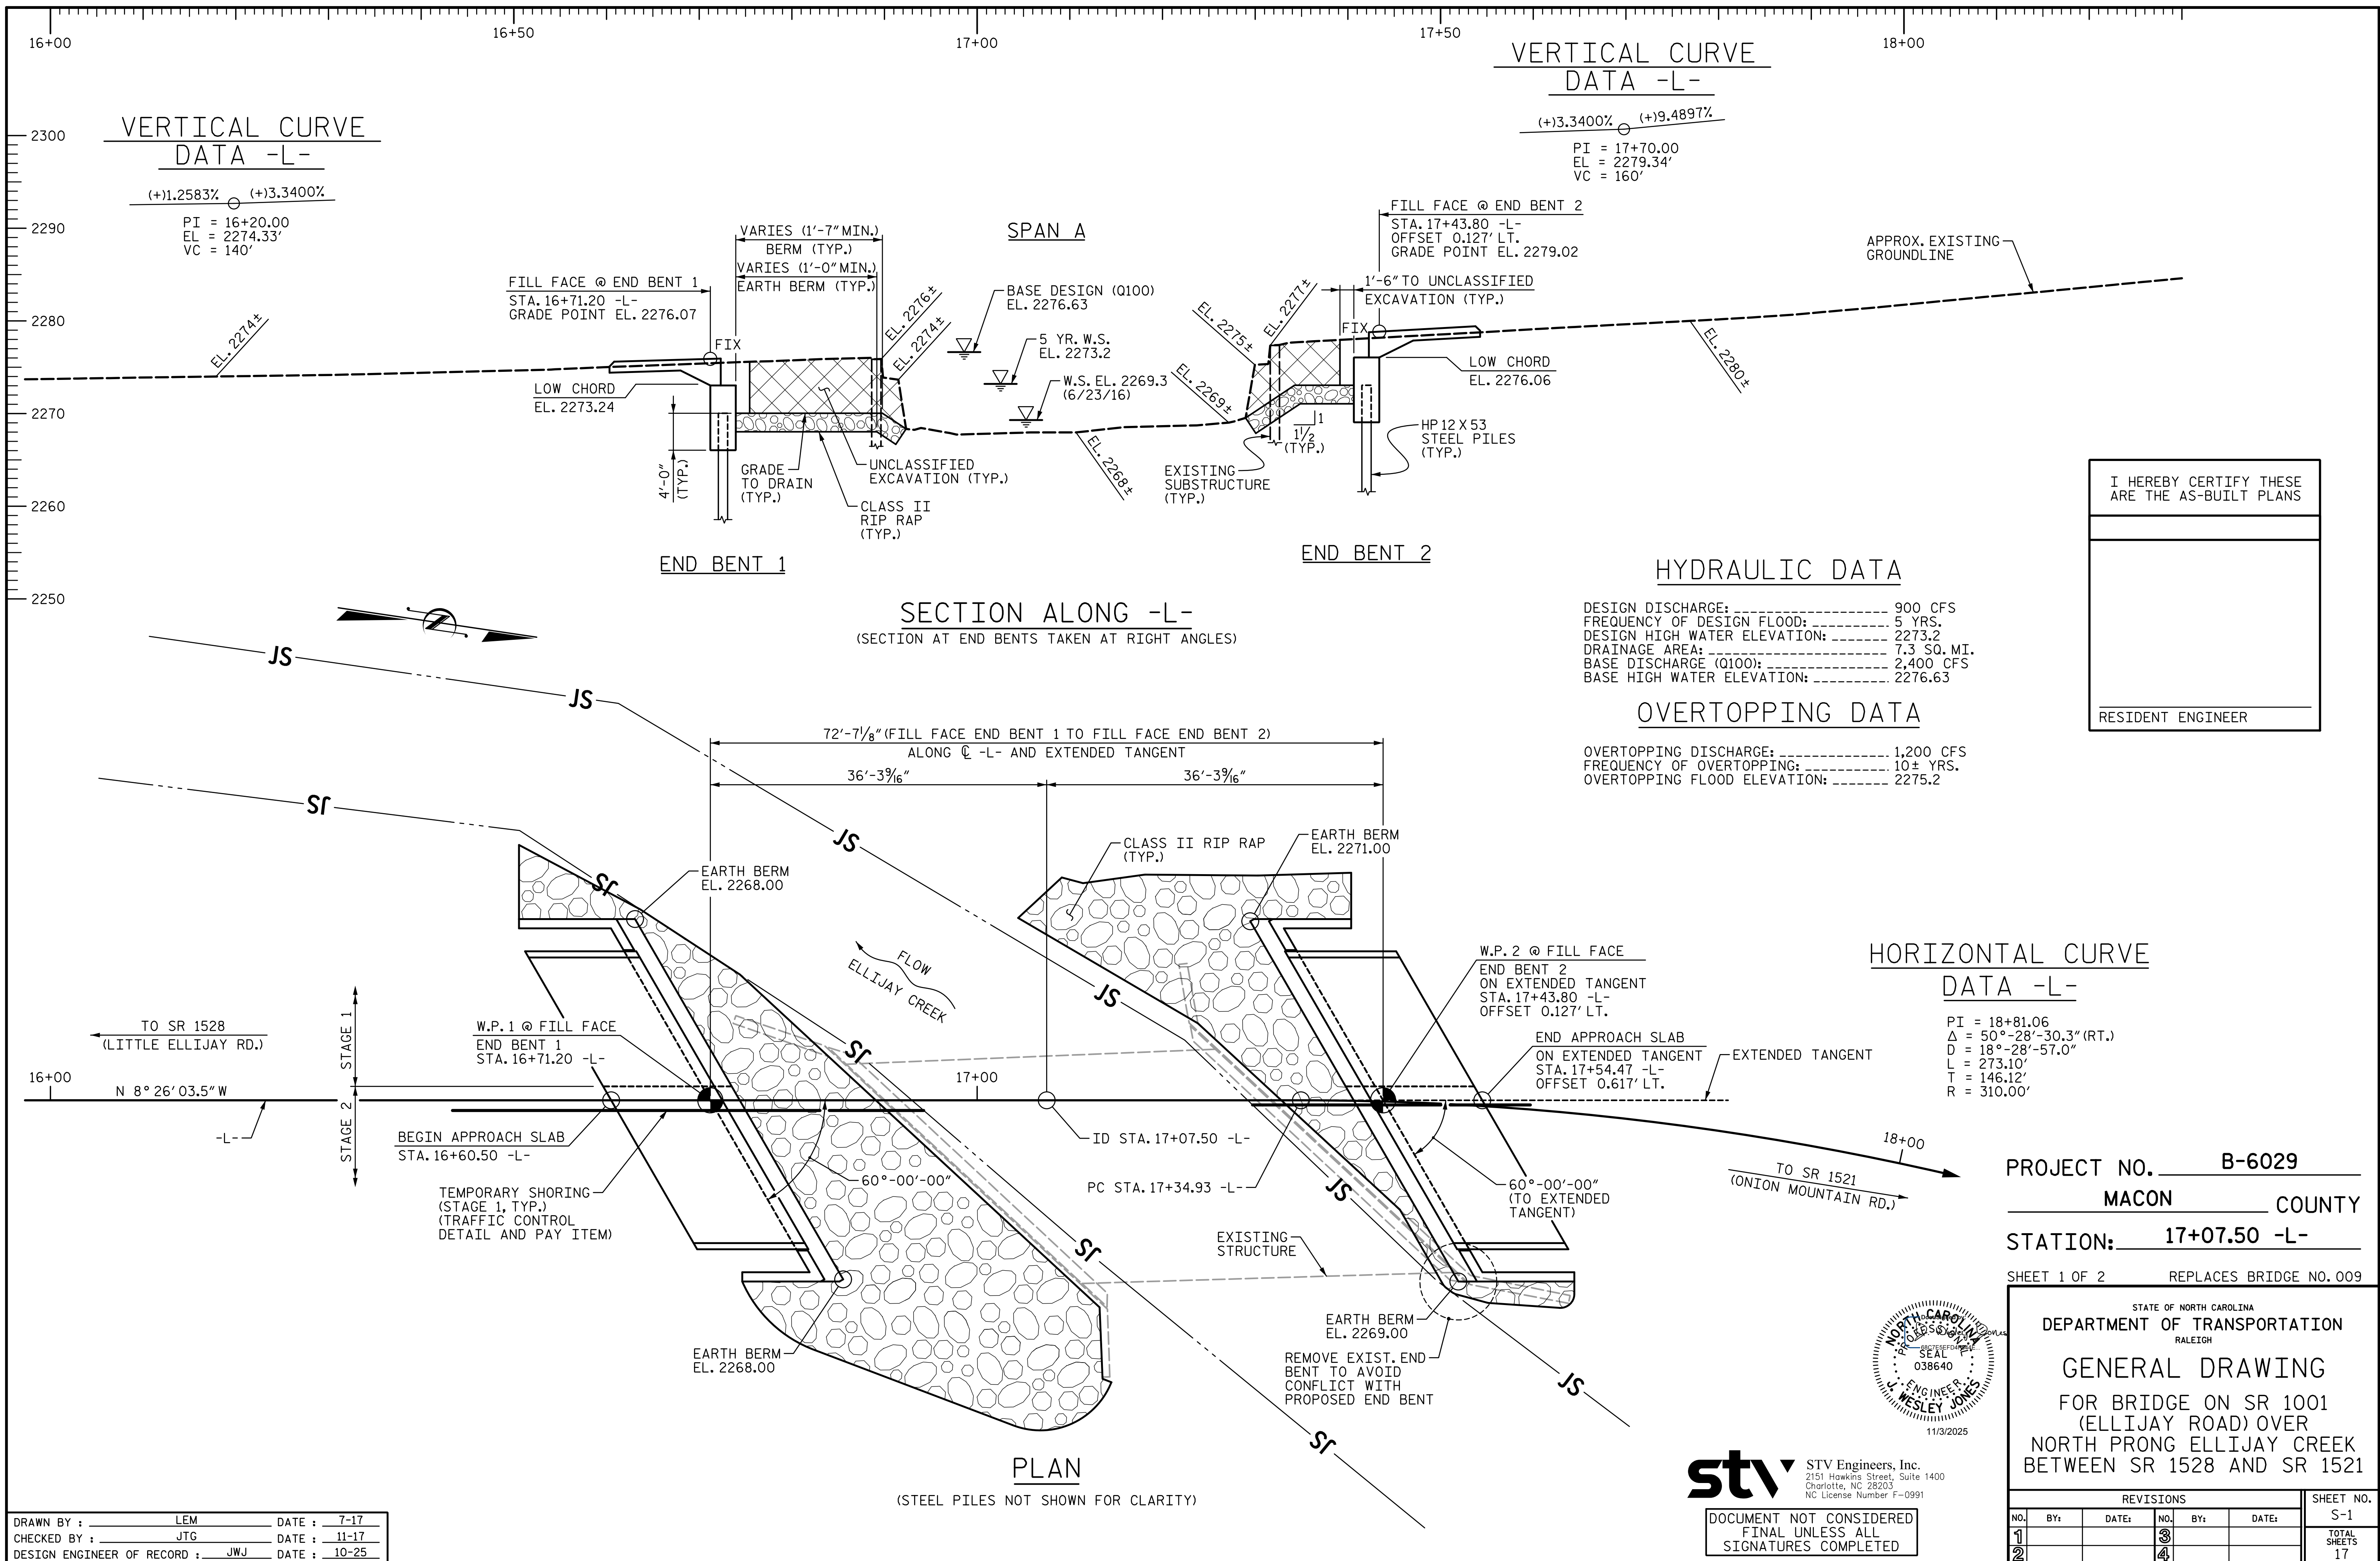 16+00
16+50
17+00
17+50
18+00
2300
2290
2280
2270
2260
2250
VERTICAL CURVE
DATA -L-
(+)1.2583% (+)3.3400%
PI = 16+20.00
EL = 2274.33'
VC = 140'
VERTICAL CURVE
DATA -L-
(+)3.3400% (+)9.4897%
PI = 17+70.00
EL = 2279.34'
VC = 160'
FILL FACE @ END BENT 1
STA. 16+71.20 -L-
GRADE POINT EL. 2276.07
VARIES (1'-7" MIN.)
BERM (TYP.)
VARIES (1'-0" MIN.)
EARTH BERM (TYP.)
SPAN A
BASE DESIGN (Q100)
EL. 2276.63
5 YR. W.S.
EL. 2273.2
W.S. EL. 2269.3
(6/23/16)
FILL FACE @ END BENT 2
STA. 17+43.80 -L-
OFFSET 0.127' LT.
GRADE POINT EL. 2279.02
1'-6" TO UNCLASSIFIED
EXCAVATION (TYP.)
APPROX. EXISTING
GROUNDLINE
EL. 2274±
FIX
EL. 2276±
EL. 2274±
EL. 2275±
EL. 2277±
EL. 2269±
FIX
EL. 2280±
EL. 2268±
LOW CHORD
EL. 2273.24
LOW CHORD
EL. 2276.06
4'-0"
(TYP.)
GRADE
TO DRAIN
(TYP.)
UNCLASSIFIED
EXCAVATION (TYP.)
CLASS II
RIP RAP
(TYP.)
EXISTING
SUBSTRUCTURE
(TYP.)
1
1½
(TYP.)
HP 12 X 53
STEEL PILES
(TYP.)
END BENT 1
END BENT 2
SECTION ALONG -L-
(SECTION AT END BENTS TAKEN AT RIGHT ANGLES)
I HEREBY CERTIFY THESE
ARE THE AS-BUILT PLANS
RESIDENT ENGINEER
HYDRAULIC DATA
DESIGN DISCHARGE: 900 CFS
FREQUENCY OF DESIGN FLOOD: 5 YRS.
DESIGN HIGH WATER ELEVATION: 2273.2
DRAINAGE AREA: 7.3 SQ. MI.
BASE DISCHARGE (Q100): 2,400 CFS
BASE HIGH WATER ELEVATION: 2276.63
OVERTOPPING DATA
OVERTOPPING DISCHARGE: 1,200 CFS
FREQUENCY OF OVERTOPPING: 10± YRS.
OVERTOPPING FLOOD ELEVATION: 2275.2
JS
JS
JS
JS
JS
JS
JS
JS
JS
JS
JS
72'-7⅛" (FILL FACE END BENT 1 TO FILL FACE END BENT 2)
ALONG ℄ -L- AND EXTENDED TANGENT
36'-3 9/16"
36'-3 9/16"
EARTH BERM
EL. 2268.00
CLASS II RIP RAP
(TYP.)
EARTH BERM
EL. 2271.00
FLOW
ELLIJAY CREEK
TO SR 1528
(LITTLE ELLIJAY RD.)
16+00
N 8° 26' 03.5" W
-L-
STAGE 1
STAGE 2
W.P. 1 @ FILL FACE
END BENT 1
STA. 16+71.20 -L-
BEGIN APPROACH SLAB
STA. 16+60.50 -L-
TEMPORARY SHORING
(STAGE 1, TYP.)
(TRAFFIC CONTROL
DETAIL AND PAY ITEM)
17+00
60°-00'-00"
ID STA. 17+07.50 -L-
PC STA. 17+34.93 -L-
EXISTING
STRUCTURE
W.P. 2 @ FILL FACE
END BENT 2
ON EXTENDED TANGENT
STA. 17+43.80 -L-
OFFSET 0.127' LT.
END APPROACH SLAB
ON EXTENDED TANGENT
STA. 17+54.47 -L-
OFFSET 0.617' LT.
EXTENDED TANGENT
60°-00'-00"
(TO EXTENDED
TANGENT)
18+00
TO SR 1521
(ONION MOUNTAIN RD.)
EARTH BERM
EL. 2268.00
EARTH BERM
EL. 2269.00
REMOVE EXIST. END
BENT TO AVOID
CONFLICT WITH
PROPOSED END BENT
PLAN
(STEEL PILES NOT SHOWN FOR CLARITY)
HORIZONTAL CURVE
DATA -L-
PI = 18+81.06
Δ = 50°-28'-30.3" (RT.)
D = 18°-28'-57.0"
L = 273.10'
T = 146.12'
R = 310.00'
PROJECT NO. B-6029
MACON COUNTY
STATION: 17+07.50 -L-
SHEET 1 OF 2 REPLACES BRIDGE NO. 009
STATE OF NORTH CAROLINA
DEPARTMENT OF TRANSPORTATION
RALEIGH
GENERAL DRAWING
FOR BRIDGE ON SR 1001
(ELLIJAY ROAD) OVER
NORTH PRONG ELLIJAY CREEK
BETWEEN SR 1528 AND SR 1521
REVISIONS
NO. BY: DATE: NO. BY: DATE:
1 3
2 4
SHEET NO.
S-1
TOTAL
SHEETS
17
NORTH CAROLINA
PROFESSIONAL
SEAL
038640
ENGINEER
J. WESLEY JONES
11/3/2025
stv
STV Engineers, Inc.
2151 Hawkins Street, Suite 1400
Charlotte, NC 28203
NC License Number F-0991
DOCUMENT NOT CONSIDERED
FINAL UNLESS ALL
SIGNATURES COMPLETED
DRAWN BY : LEM DATE : 7-17
CHECKED BY : JTG DATE : 11-17
DESIGN ENGINEER OF RECORD : JWJ DATE : 10-25